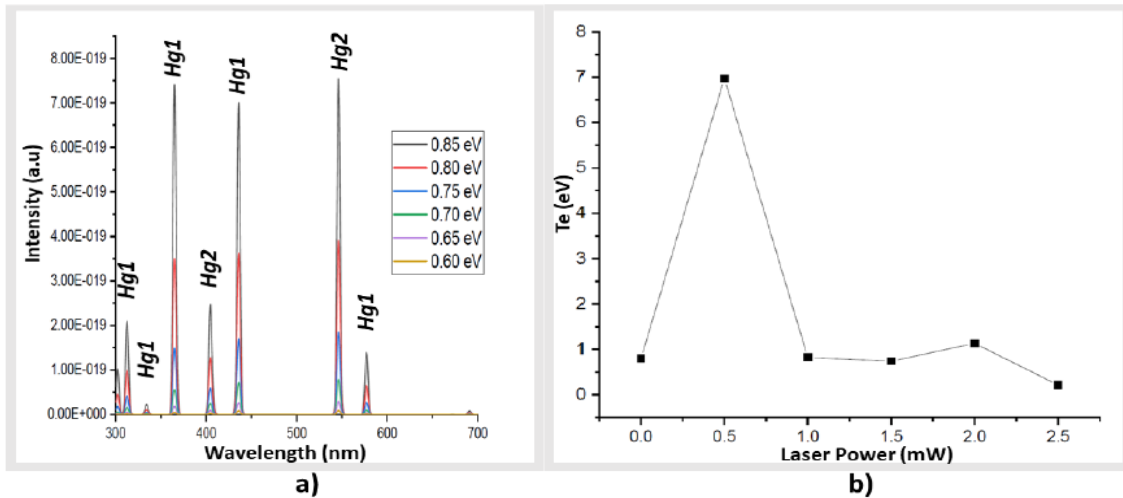 8.00E-019
7.00E-019
6.00E-019
5.00E-019
4.00E-019
3.00E-019
2.00E-019
1.00E-019
0.00E+000
Intensity (a.u)
Hg1
Hg1
Hg1
Hg2
Hg1
Hg2
Hg1
0.85 eV
0.80 eV
0.75 eV
0.70 eV
0.65 eV
0.60 eV
300 400 500 600 700
Wavelength (nm)
a)
8
7
6
5
4
3
2
1
0
Te (eV)
0.0 0.5 1.0 1.5 2.0 2.5
Laser Power (mW)
b)